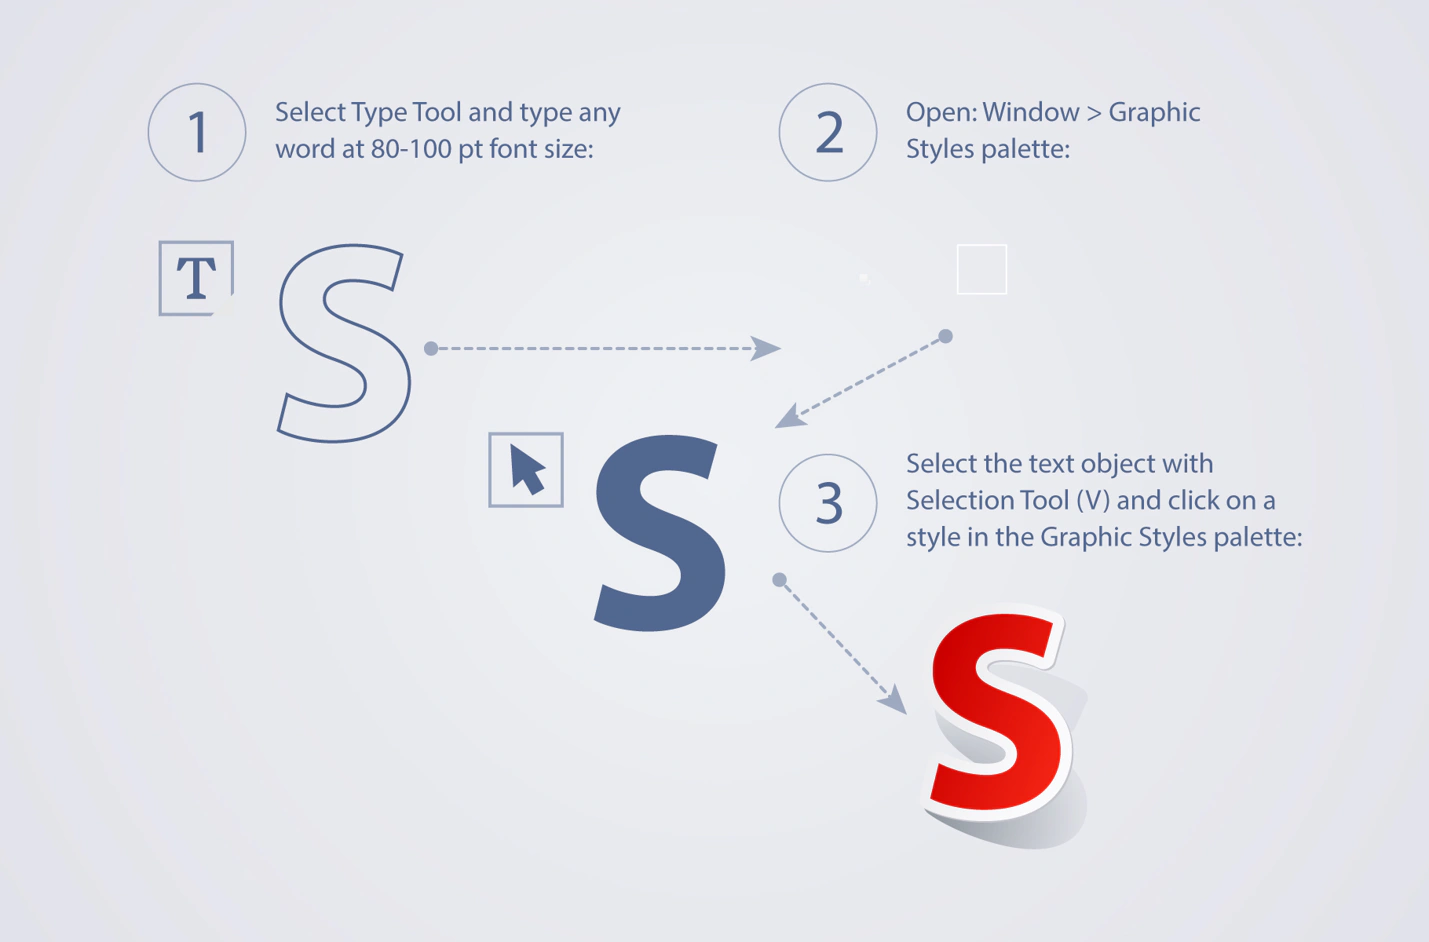 1
Select Type Tool and type any
word at 80-100 pt font size:
2
Open: Window > Graphic
Styles palette:
T
S
S
3
Select the text object with
Selection Tool (V) and click on a
style in the Graphic Styles palette:
S